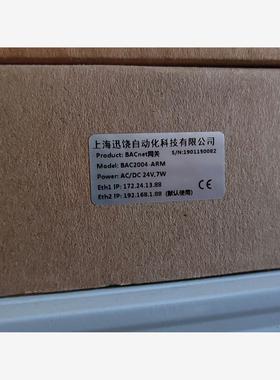 上海迅饶自动化科技有限公司
Product: BACnet网关 S/N:1901150082
Model: BAC2004-ARM
Power: AC/DC 24V,7W
Eth1 IP: 172.24.13.88
Eth2 IP: 192.168.1.88 (默认使用)
CE